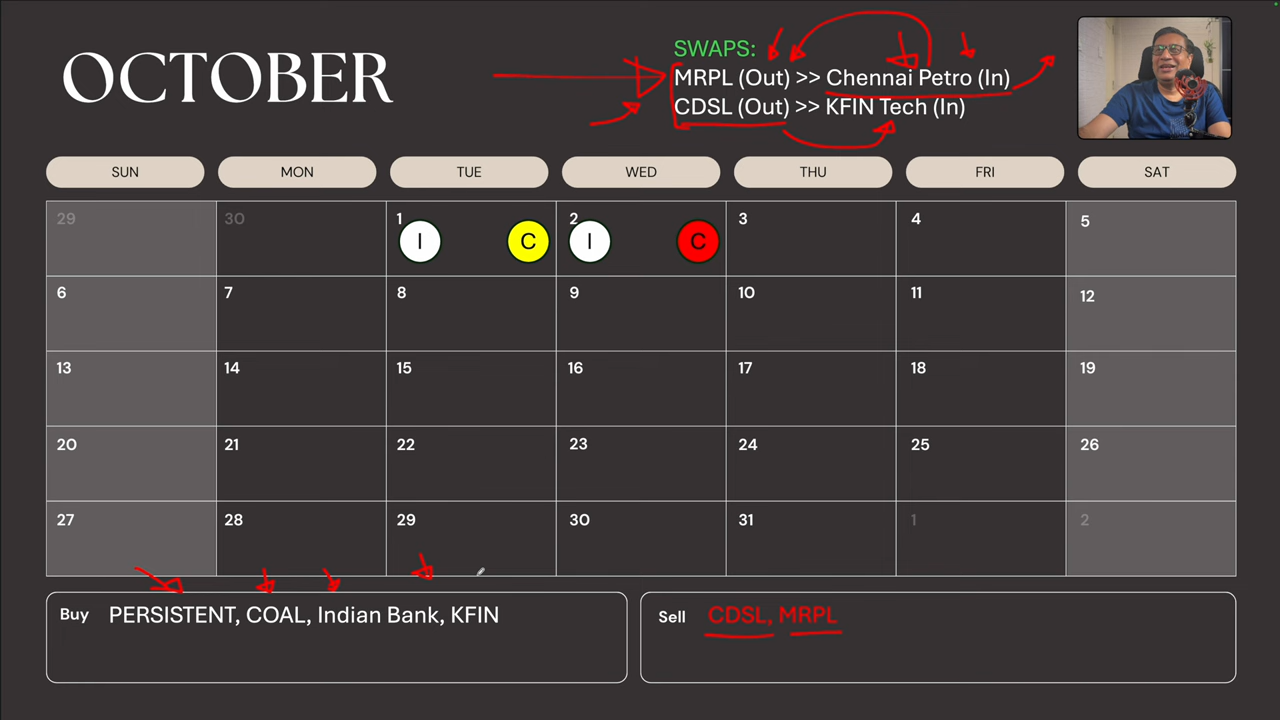 OCTOBER
SWAPS:
MRPL (Out) >> Chennai Petro (In)
CDSL (Out) >> KFIN Tech (In)
SUN MON TUE WED THU FRI SAT
29 30 1 2 3 4 5
I C I C
6 7 8 9 10 11 12
13 14 15 16 17 18 19
20 21 22 23 24 25 26
27 28 29 30 31 1 2
Buy PERSISTENT, COAL, Indian Bank, KFIN
Sell CDSL, MRPL